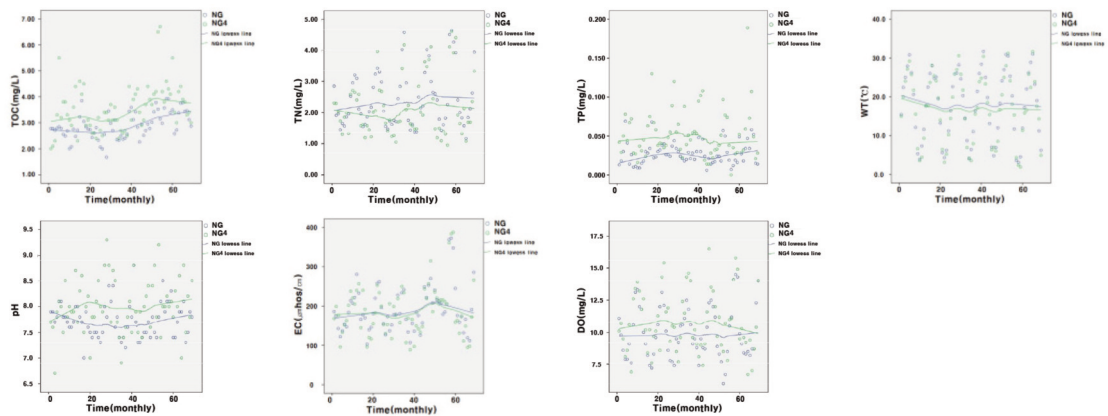 NG
NG4
NG lowess line
NG4 lowess line
TOC(mg/L)
7.00
6.00
5.00
4.00
3.00
2.00
1.00
0 20 40 60
Time(monthly)
NG
NG4
NG lowess line
NG4 lowess line
TN(mg/L)
5.00
4.00
3.00
2.00
1.00
0.00
0 20 40 60
Time(monthly)
NG
NG4
NG lowess line
NG4 lowess line
TP(mg/L)
0.200
0.150
0.100
0.050
0.000
0 20 40 60
Time(monthly)
NG
NG4
NG lowess line
NG4 lowess line
WT(℃)
40.0
30.0
20.0
10.0
0.0
0 20 40 60
Time(monthly)
NG
NG4
NG lowess line
NG4 lowess line
pH
9.5
9.0
8.5
8.0
7.5
7.0
6.5
0 20 40 60
Time(monthly)
NG
NG4
NG lowess line
NG4 lowess line
EC(㎛hos/㎝)
400
300
200
100
0
0 20 40 60
Time(monthly)
NG
NG4
NG lowess line
NG4 lowess line
DO(mg/L)
17.5
15.0
12.5
10.0
7.5
0 20 40 60
Time(monthly)